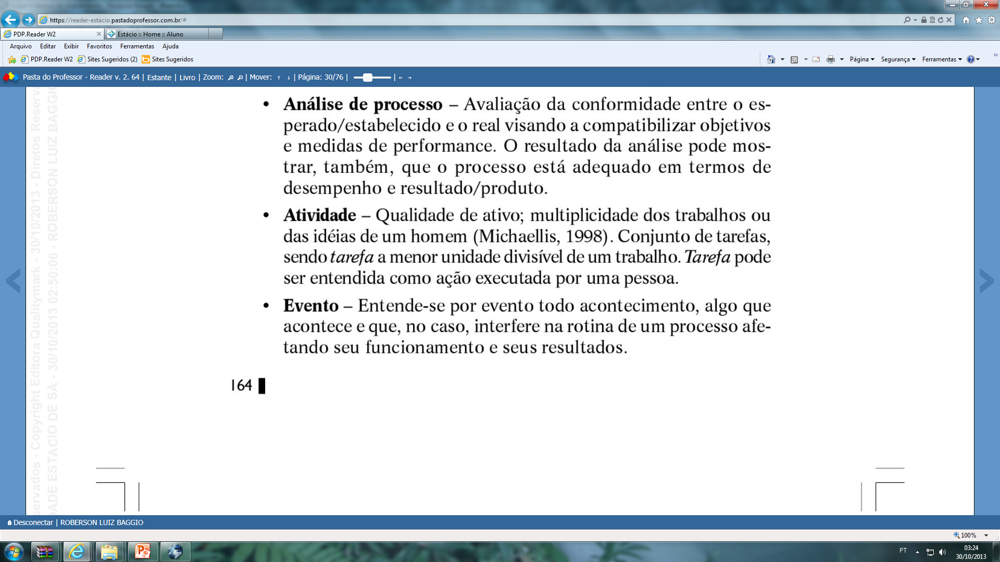 https://reader-estacio.pastadoprofessor.com.br/#
PDP.Reader W2
Estácio :: Home :: Aluno
Arquivo Editar Exibir Favoritos Ferramentas Ajuda
PDP.Reader W2 Sites Sugeridos (2) Sites Sugeridos
Página Segurança Ferramentas
Pasta do Professor - Reader v. 2. 64 | Estante | Livro | Zoom: | Mover: ↑ ↓ | Página: 30/76 | | ← →
• Análise de processo – Avaliação da conformidade entre o es-
perado/estabelecido e o real visando a compatibilizar objetivos
e medidas de performance. O resultado da análise pode mos-
trar, também, que o processo está adequado em termos de
desempenho e resultado/produto.
• Atividade – Qualidade de ativo; multiplicidade dos trabalhos ou
das idéias de um homem (Michaellis, 1998). Conjunto de tarefas,
sendo tarefa a menor unidade divisível de um trabalho. Tarefa pode
ser entendida como ação executada por uma pessoa.
• Evento – Entende-se por evento todo acontecimento, algo que
acontece e que, no caso, interfere na rotina de um processo afe-
tando seu funcionamento e seus resultados.
164
servados - Copyright Editora Qualitymark - 30/10/2013 - Diretos Reserva
DADE ESTACIO DE SÁ - 30/10/2013 02:50:06 - ROBERSON LUIZ BAGGIO
Desconectar | ROBERSON LUIZ BAGGIO
100%
PT
03:24
30/10/2013